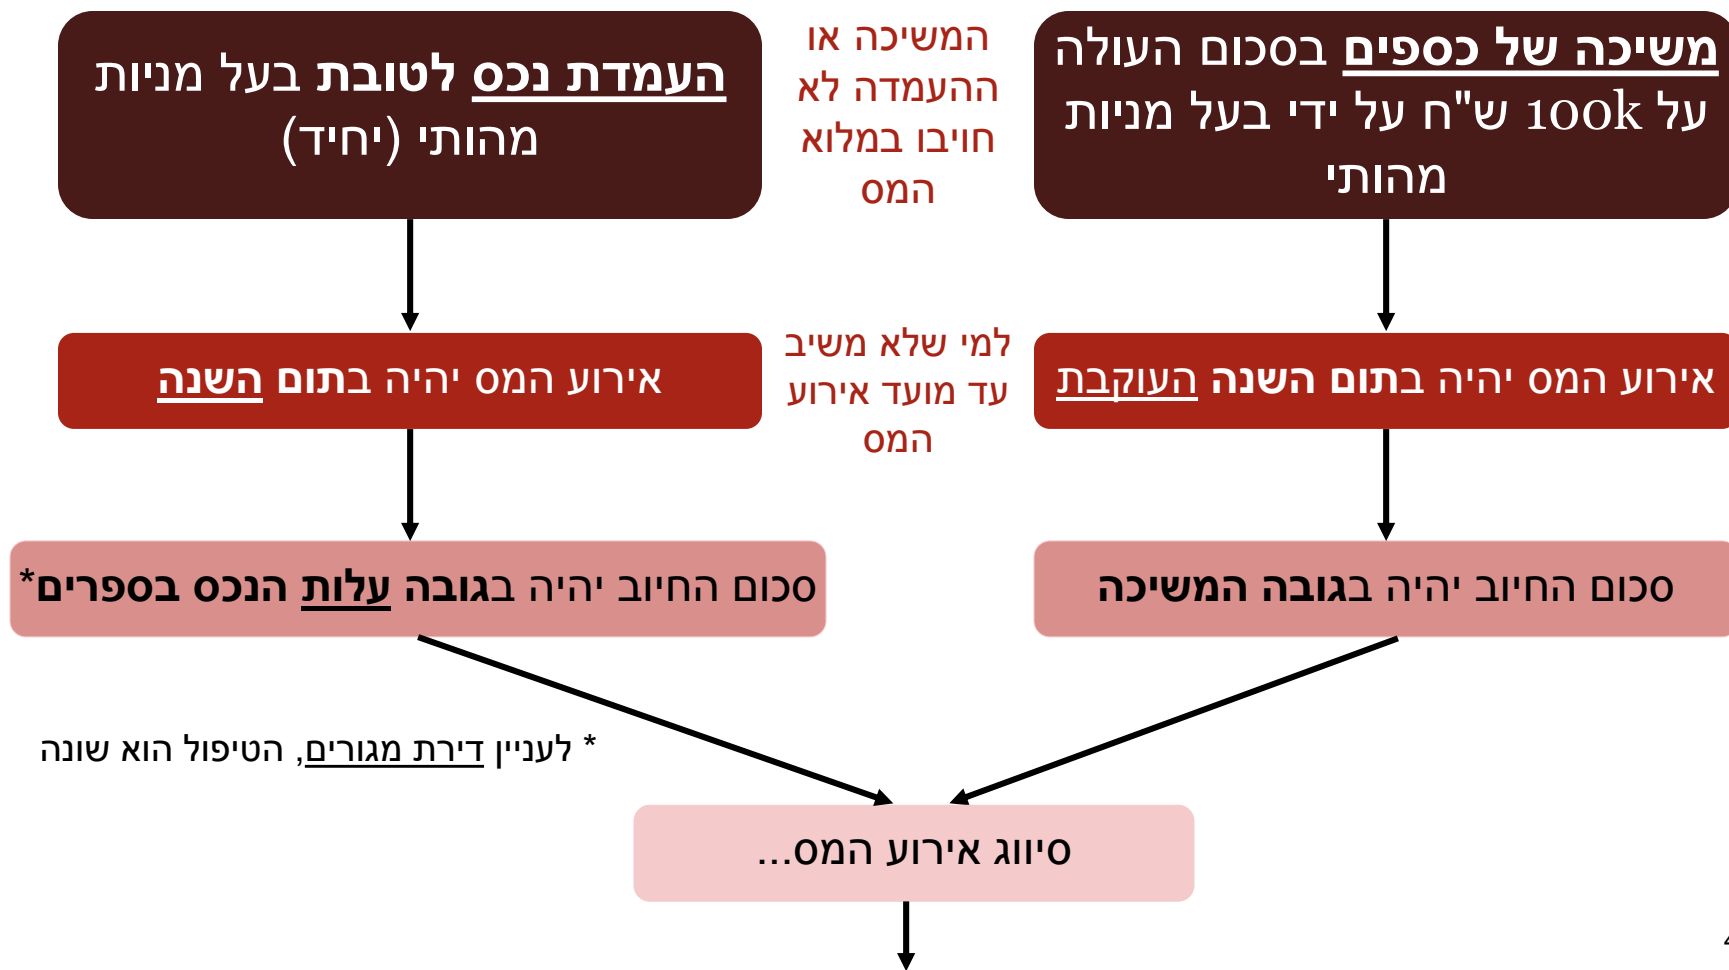 משיכה של כספים בסכום העולה
על 100k ש"ח על ידי בעל מניות
מהותי
המשיכה או
ההעמדה לא
חויבו במלוא
המס
העמדת נכס לטובת בעל מניות
מהותי (יחיד)
אירוע המס יהיה בתום השנה העוקבת
למי שלא משיב
עד מועד אירוע
המס
אירוע המס יהיה בתום השנה
סכום החיוב יהיה בגובה המשיכה
סכום החיוב יהיה בגובה עלות הנכס בספרים*
* לעניין דירת מגורים, הטיפול הוא שונה
סיווג אירוע המס...